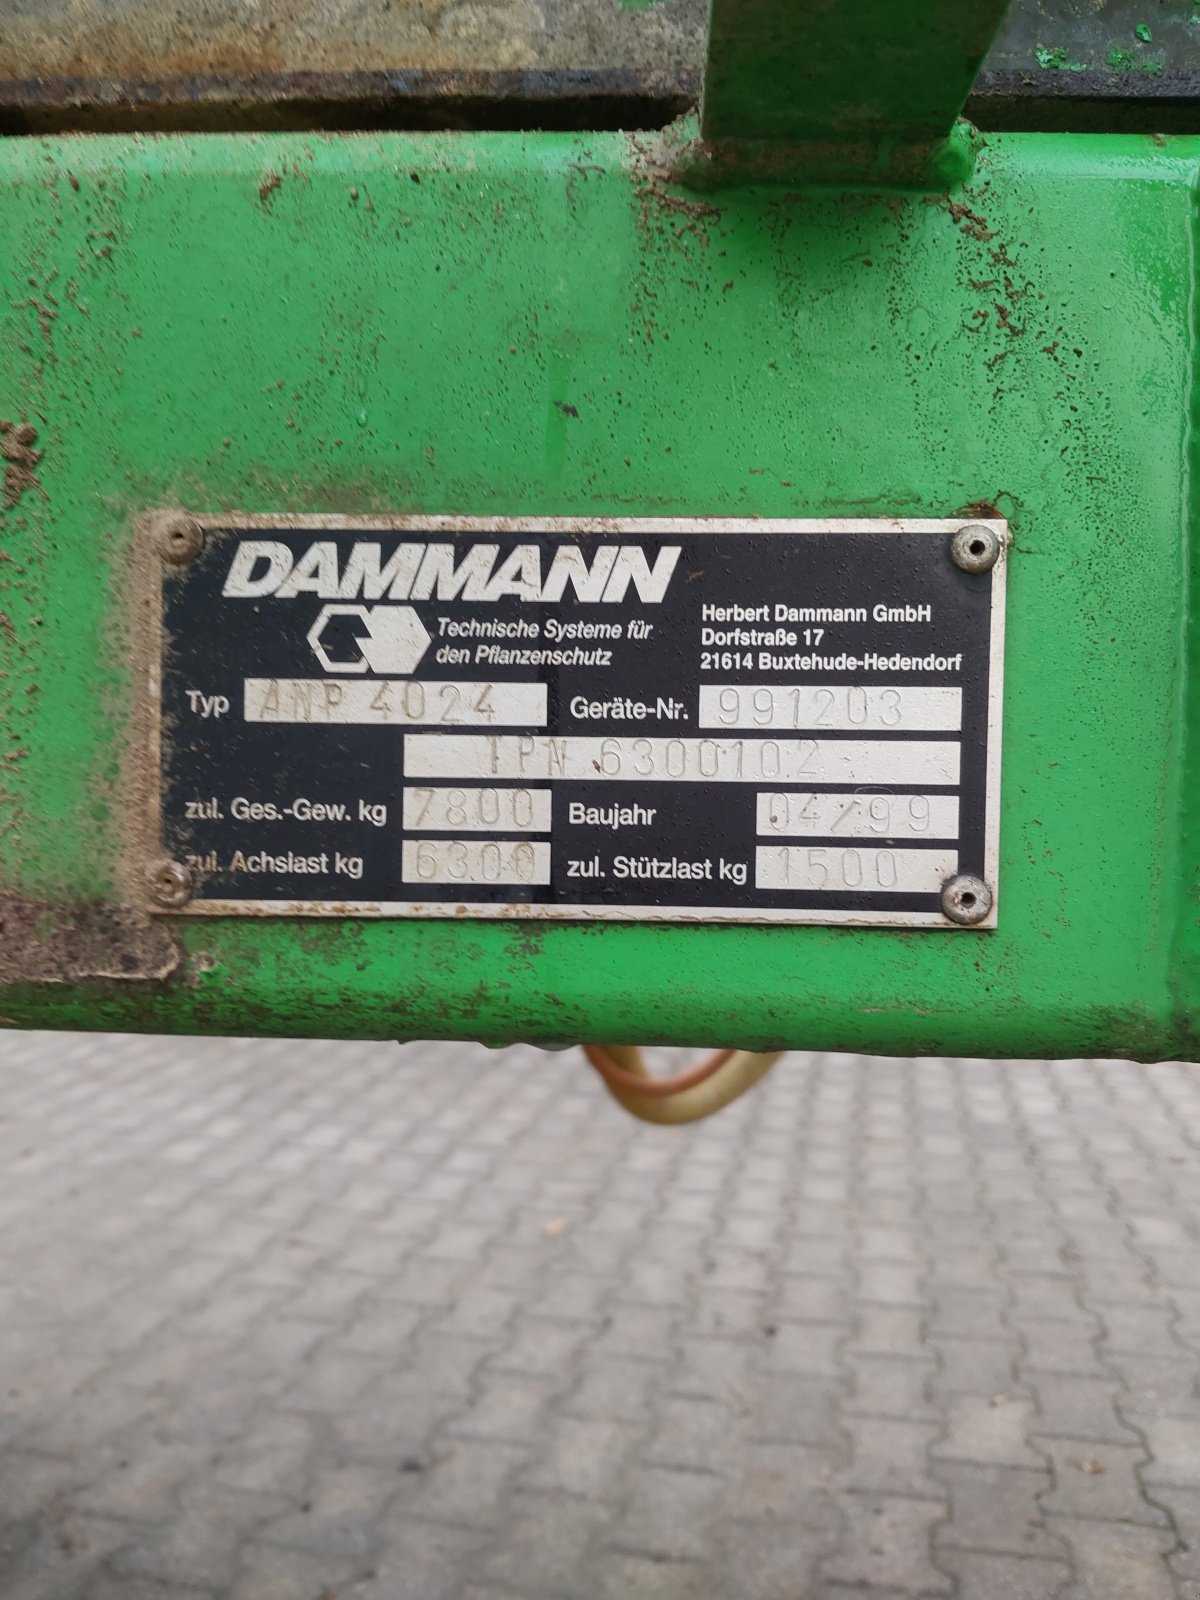 DAMMANN
Technische Systeme für
den Pflanzenschutz
Herbert Dammann GmbH
Dorfstraße 17
21614 Buxtehude-Hedendorf
Typ ANP 4024 Geräte-Nr. 991203
TPN 6300102
zul. Ges.-Gew. kg 7800 Baujahr 04/99
zul. Achslast kg 6300 zul. Stützlast kg 1500